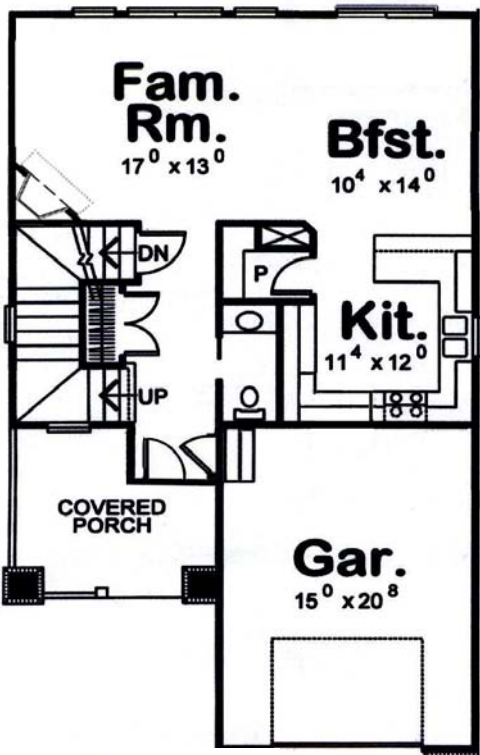 Fam.
Rm.
17⁰ x 13⁰
Bfst.
10⁴ x 14⁰
DN
P
Kit.
11⁴ x 12⁰
UP
COVERED
PORCH
Gar.
15⁰ x 20⁸